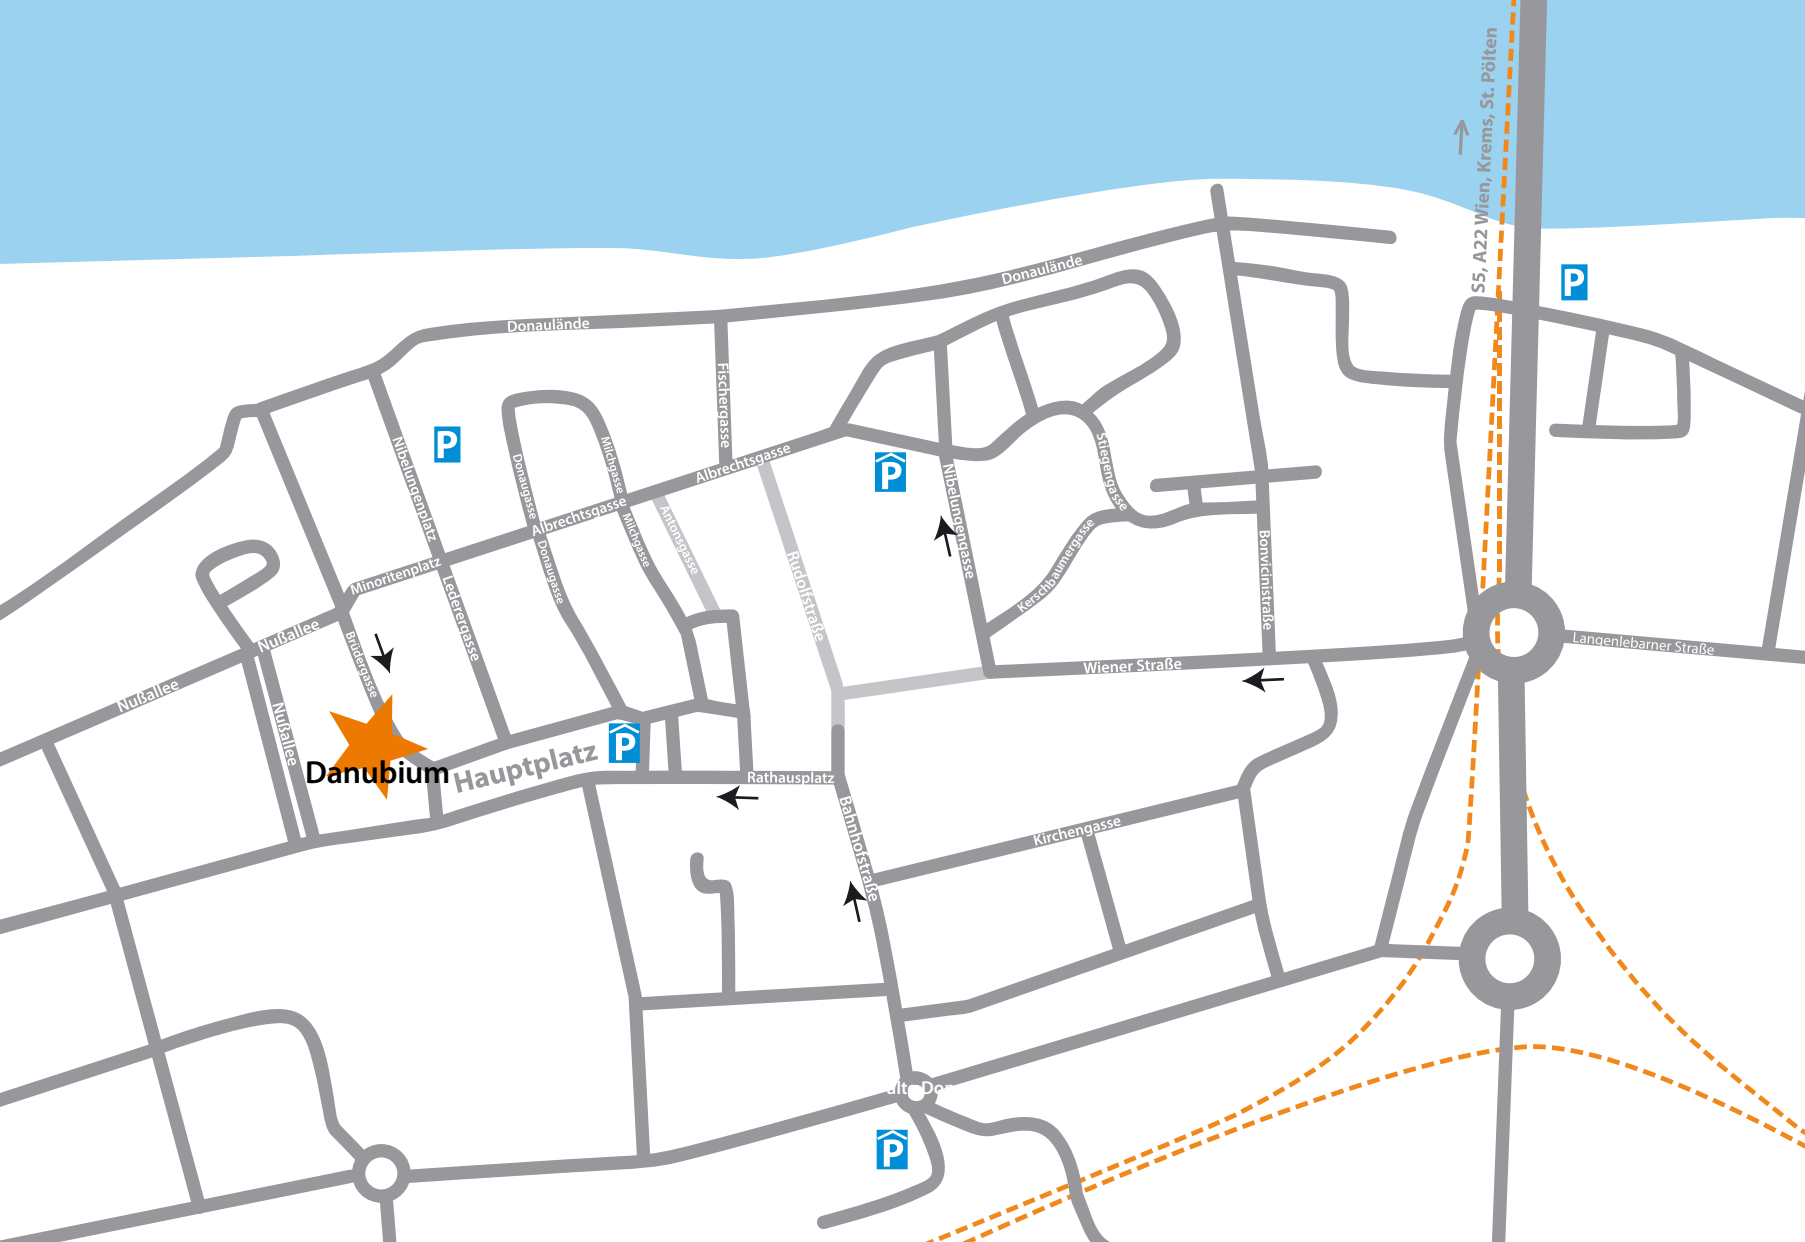 S5, A22 Wien, Krems, St. Pölten
P
Donaulände
Donaulände
Fischergasse
P
Nibelungenplatz
Donaugasse
Milchgasse
Albrechtsgasse
Albrechtsgasse
P
Stiegengasse
Nibelungengasse
Antonsgasse
Milchgasse
Donaugasse
Rudolfstraße
Kerschbaumergasse
Bonvicinistraße
Minoritenplatz
Lederergasse
Nußallee
Brüdergasse
Nußallee
Nußallee
Wiener Straße
Langenlebarner Straße
P
Hauptplatz
Danubium
Rathausplatz
Bahnhofstraße
Kirchengasse
P